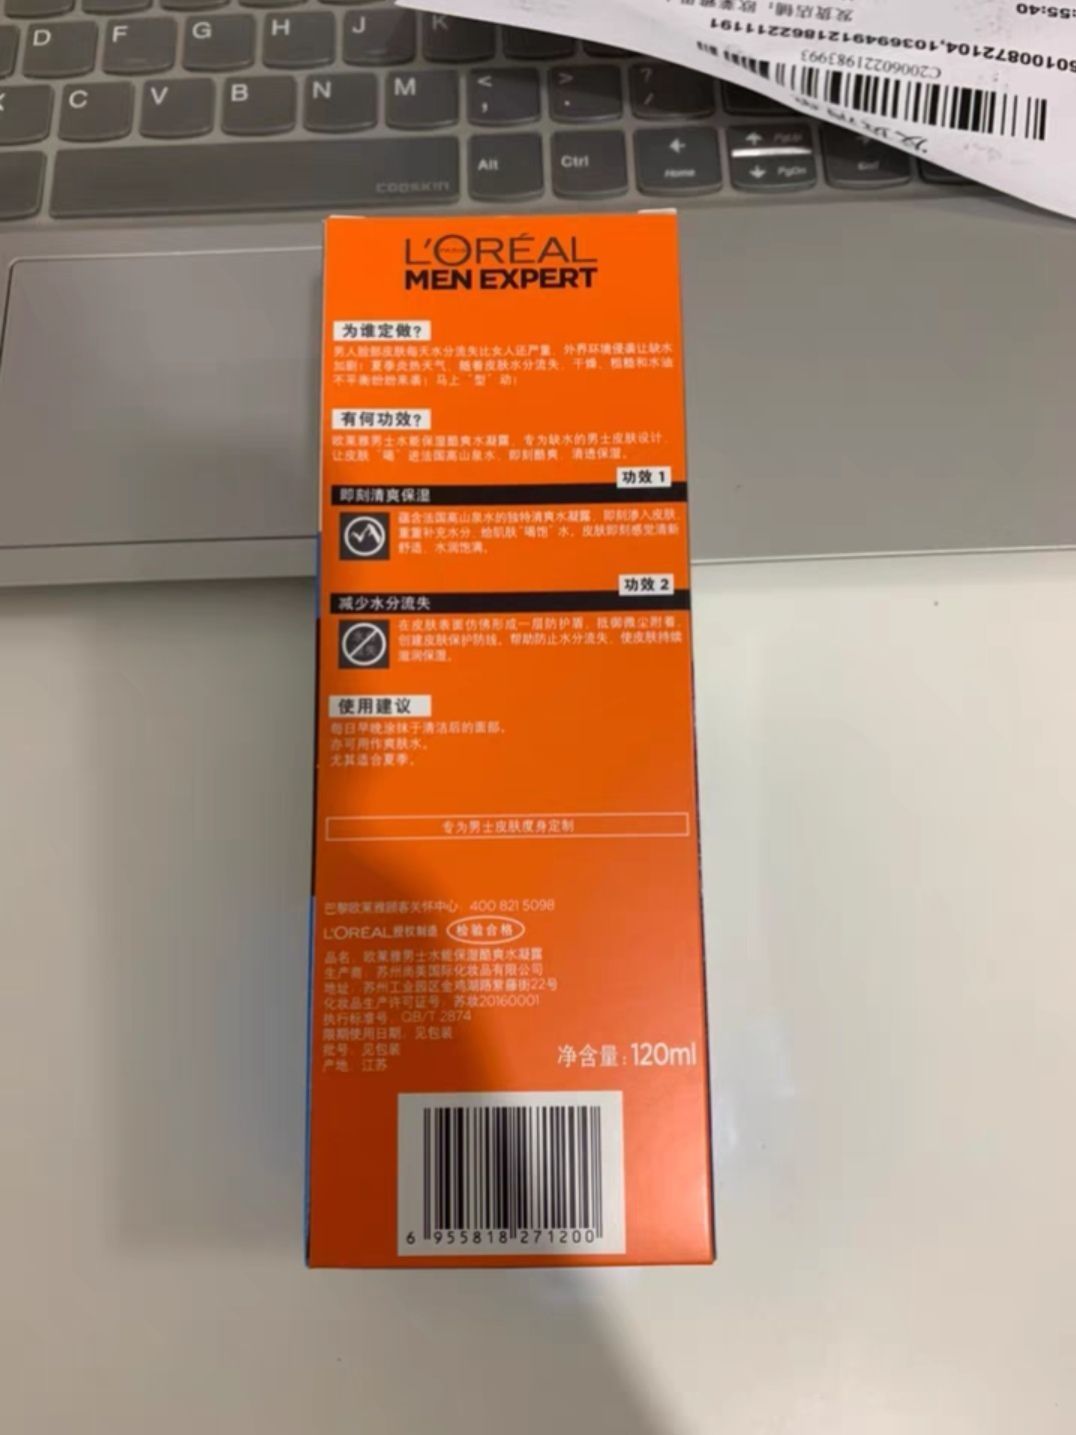 D F G H J K
X C V B N M < , > . ? /
Alt Ctrl Home PgUp PgDn End
COOSKIN
:55:40
50100872104,103694912186221191
C20060221983993
L'ORÉAL
PARIS
MEN EXPERT
为谁定做?
男人脸部皮肤每天水分流失比女人还严重，外界环境侵袭让缺水
加剧！夏季炎热天气，随着皮肤水分流失，干燥、粗糙和水油
不平衡纷纷来袭！马上“型”动！
有何功效?
欧莱雅男士水能保湿酷爽水凝露，专为缺水的男士皮肤设计，
让皮肤“喝”进法国高山泉水，即刻酷爽，清透保湿。
功效 1
即刻清爽保湿
蕴含法国高山泉水的独特清爽水凝露，即刻渗入皮肤，
重重补充水分，给肌肤“喝饱”水。皮肤即刻感觉清新
舒适，水润饱满。
功效 2
减少水分流失
在皮肤表面仿佛形成一层防护盾，抵御微尘附着，
创建皮肤保护防线。帮助防止水分流失，使皮肤持续
滋润保湿。
使用建议
每日早晚涂抹于清洁后的面部。
亦可用作爽肤水。
尤其适合夏季。
专为男士皮肤度身定制
巴黎欧莱雅顾客关怀中心：400 821 5098
L'ORÉAL授权制造 检验合格
品名：欧莱雅男士水能保湿酷爽水凝露
生产商：苏州尚美国际化妆品有限公司
地址：苏州工业园区金鸡湖路紫藤街22号
化妆品生产许可证号：苏妆20160001
执行标准号：QB/T 2874
限期使用日期：见包装
批号：见包装
产地：江苏
净含量：120ml
6 955818 271200